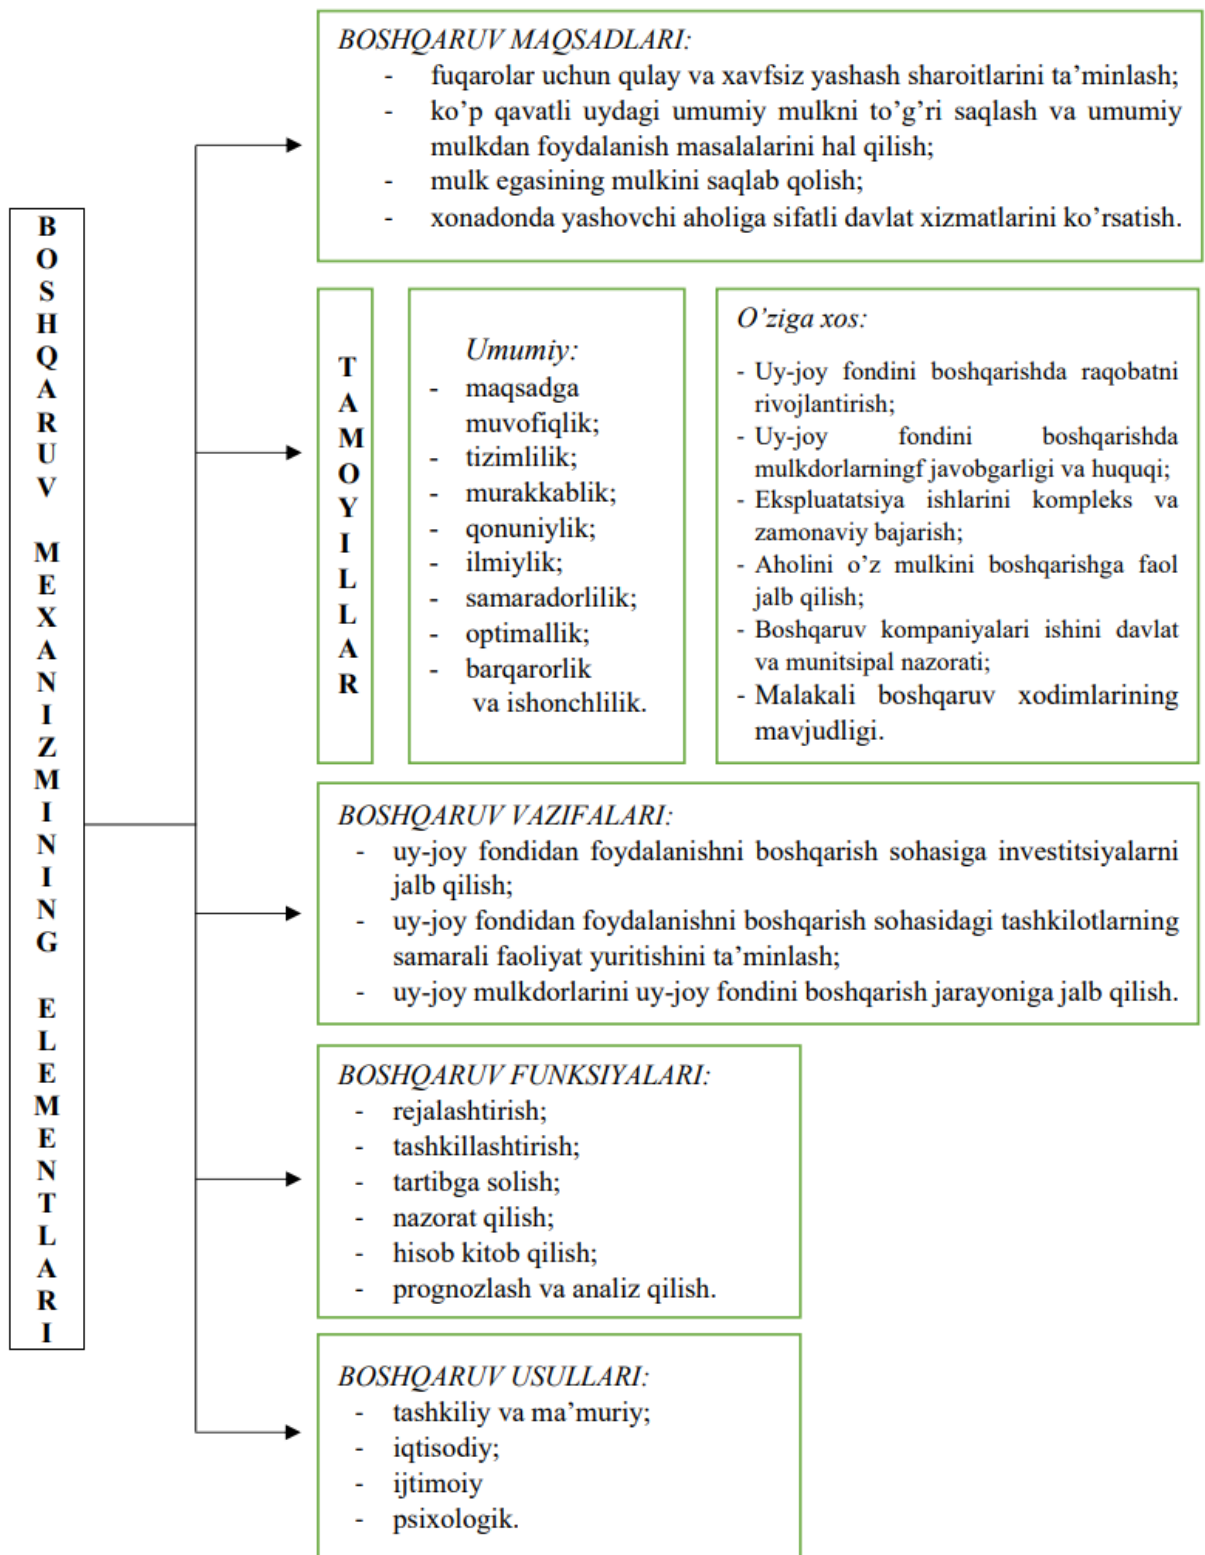 BOSHQARUV MEXANIZMINING ELEMENTLARI
BOSHQARUV MAQSADLARI:
- fuqarolar uchun qulay va xavfsiz yashash sharoitlarini ta’minlash;
- ko’p qavatli uydagi umumiy mulkni to’g’ri saqlash va umumiy
mulkdan foydalanish masalalarini hal qilish;
- mulk egasining mulkini saqlab qolish;
- xonadonda yashovchi aholiga sifatli davlat xizmatlarini ko’rsatish.
TAMOYILLAR
Umumiy:
- maqsadga
muvofiqlik;
- tizimlilik;
- murakkablik;
- qonuniylik;
- ilmiylik;
- samaradorlilik;
- optimallik;
- barqarorlik
va ishonchlilik.
O’ziga xos:
- Uy-joy fondini boshqarishda raqobatni
rivojlantirish;
- Uy-joy fondini boshqarishda
mulkdorlarningf javobgarligi va huquqi;
- Ekspluatatsiya ishlarini kompleks va
zamonaviy bajarish;
- Aholini o’z mulkini boshqarishga faol
jalb qilish;
- Boshqaruv kompaniyalari ishini davlat
va munitsipal nazorati;
- Malakali boshqaruv xodimlarining
mavjudligi.
BOSHQARUV VAZIFALARI:
- uy-joy fondidan foydalanishni boshqarish sohasiga investitsiyalarni
jalb qilish;
- uy-joy fondidan foydalanishni boshqarish sohasidagi tashkilotlarning
samarali faoliyat yuritishini ta’minlash;
- uy-joy mulkdorlarini uy-joy fondini boshqarish jarayoniga jalb qilish.
BOSHQARUV FUNKSIYALARI:
- rejalashtirish;
- tashkillashtirish;
- tartibga solish;
- nazorat qilish;
- hisob kitob qilish;
- prognozlash va analiz qilish.
BOSHQARUV USULLARI:
- tashkiliy va ma’muriy;
- iqtisodiy;
- ijtimoiy
- psixologik.